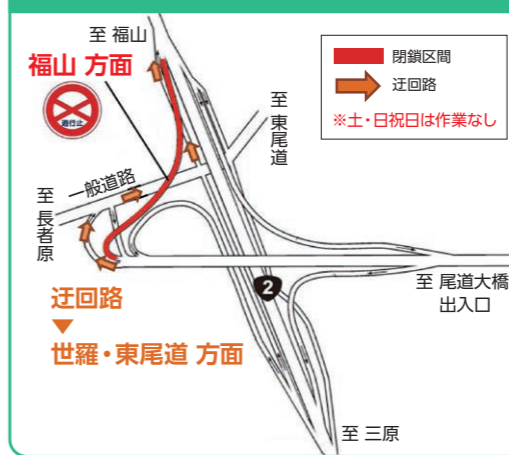 至 福山
福山 方面
通行止
閉鎖区間
迂回路
※土・日祝日は作業なし
至 東尾道
一般道路
至 長者原
2
至 尾道大橋
出入口
迂回路
▼
世羅・東尾道 方面
至 三原